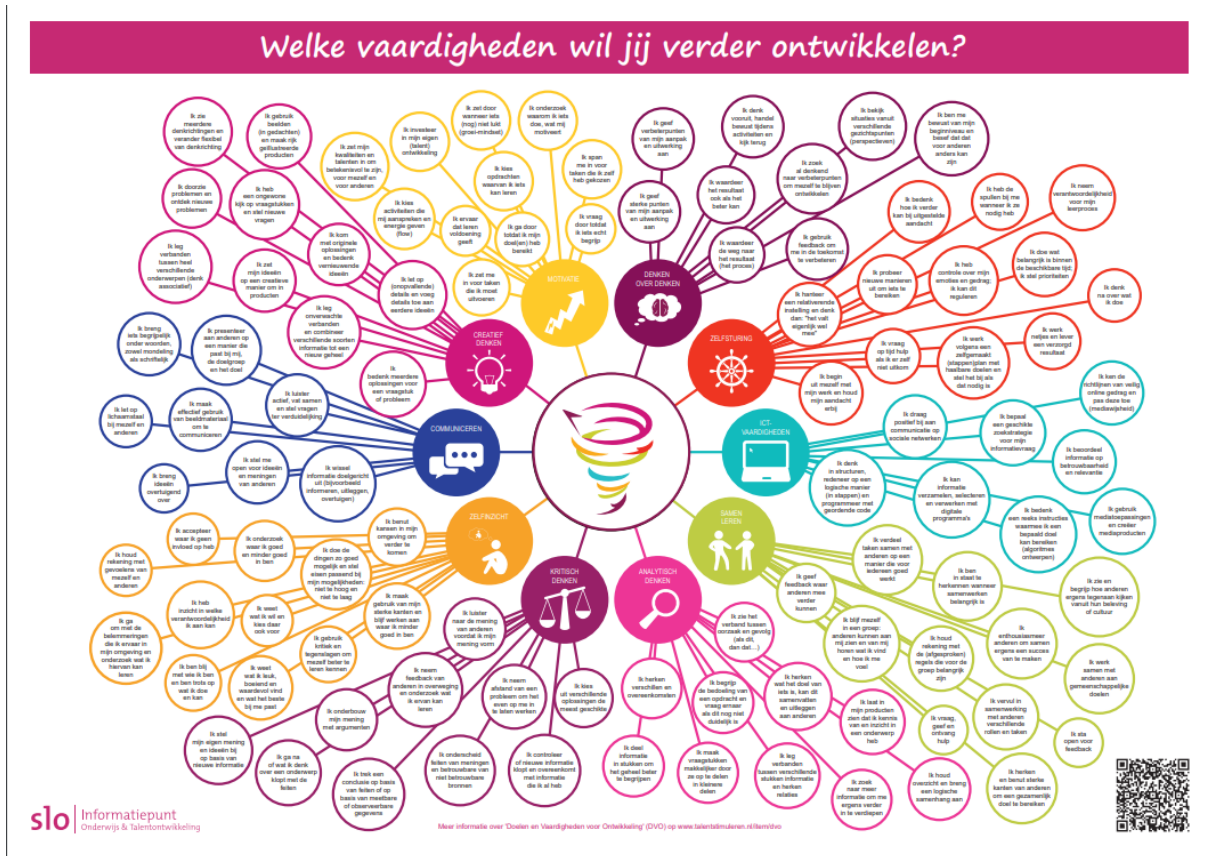 Welke vaardigheden wil jij verder ontwikkelen?
MOTIVATIE
Ik zet mijn
kwaliteiten en
talenten in om
betekenisvol te zijn,
voor mezelf en
voor anderen
Ik investeer
in mijn eigen
(talent)
ontwikkeling
Ik zet door
wanneer iets
(nog) niet lukt
(groei-mindset)
Ik onderzoek
waarom ik iets
doe, wat mij
motiveert
Ik kies
opdrachten
waarvan ik iets
kan leren
Ik span
me in voor
taken die ik zelf
heb gekozen
Ik kies
activiteiten die
mij aanspreken en
energie geven
(flow)
Ik ervaar
dat leren
voldoening
geeft
Ik ga door
totdat ik mijn
doel(en) heb
bereikt
Ik vraag
door totdat
ik iets echt
begrijp
Ik zet me
in voor taken
die ik moet
uitvoeren
DENKEN
OVER DENKEN
Ik geef
verbeterpunten
van mijn aanpak
en uitwerking
aan
Ik denk
vooruit, handel
bewust tijdens
activiteiten en
kijk terug
Ik bekijk
situaties vanuit
verschillende
gezichtspunten
(perspectieven)
Ik ben me
bewust van mijn
beginniveau en
besef dat dat
voor anderen
anders kan
zijn
Ik geef
sterke punten
van mijn aanpak
en uitwerking
aan
Ik waardeer
het resultaat
ook als het
beter kan
Ik zoek
al denkend
naar verbeterpunten
om mezelf te blijven
ontwikkelen
Ik waardeer
de weg naar
het resultaat
(het proces)
Ik gebruik
feedback om
me in de toekomst
te verbeteren
ZELFSTURING
Ik bedenk
hoe ik verder
kan bij uitgestelde
aandacht
Ik heb de
spullen bij me
wanneer ik ze
nodig heb
Ik neem
verantwoordelijkheid
voor mijn
leerproces
Ik probeer
nieuwe manieren
uit om iets te
bereiken
Ik heb
controle over mijn
emoties en gedrag;
ik kan dit
reguleren
Ik doe wat
belangrijk is binnen
de beschikbare tijd;
ik stel prioriteiten
Ik denk
na over wat
ik doe
Ik hanteer
een relativerende
instelling en denk
dan: "het valt
eigenlijk wel
mee"
Ik vraag
op tijd hulp
als ik er zelf
niet uitkom
Ik werk
volgens een
zelfgemaakt
(stappen)plan met
haalbare doelen en
stel het bij als
dat nodig is
Ik werk
netjes en lever
een verzorgd
resultaat
Ik begin
uit mezelf met
mijn werk en houd
mijn aandacht
erbij
ICT-
VAARDIGHEDEN
Ik draag
positief bij aan
communicatie op
sociale netwerken
Ik bepaal
een geschikte
zoekstrategie
voor mijn
informatievraag
Ik kan de
richtlijnen van veilig
online gedrag en
pas deze toe
(mediawijsheid)
Ik beoordeel
informatie op
betrouwbaarheid
en relevantie
Ik denk
in structuren,
redeneer op een
logische manier
(in stappen) en
programmeer met
geordende code
Ik kan
informatie
verzamelen, selecteren
en verwerken met
digitale
programma's
Ik bedenk
een reeks instructies
waarmee ik een
bepaald doel
kan bereiken
(algoritmes
ontwerpen)
Ik gebruik
mediatoepassingen
en creëer
mediaproducten
SAMEN
LEREN
Ik verdeel
taken samen met
anderen op een
manier die voor
iedereen goed
werkt
Ik geef
feedback waar
anderen mee
verder
kunnen
Ik ben
in staat te
herkennen wanneer
samenwerken
belangrijk is
Ik zie en
begrijp hoe anderen
ergens tegenaan kijken
vanuit hun beleving
of cultuur
Ik blijf mezelf
in een groep:
anderen kunnen aan
mij zien en van mij
horen wat ik vind
en hoe ik me
voel
Ik houd
rekening met
de (afgesproken)
regels die voor de
groep belangrijk
zijn
Ik
enthousiasmeer
anderen om samen
ergens een succes
van te maken
Ik werk
samen met
anderen aan
gemeenschappelijke
doelen
Ik vraag,
geef en
ontvang
hulp
Ik vervul in
samenwerking
met anderen
verschillende
rollen en taken
Ik sta
open voor
feedback
Ik herken
en benut sterke
kanten van anderen
om een gezamenlijk
doel te bereiken
ANALYTISCH
DENKEN
Ik zie het
verband tussen
oorzaak en gevolg
(als dit,
dan dat…)
Ik herken
verschillen en
overeenkomsten
Ik begrijp
de bedoeling van
een opdracht en
vraag ernaar
als dit nog niet
duidelijk is
Ik herken
wat het doel van
iets is, kan dit
samenvatten
en uitleggen
aan anderen
Ik laat in
mijn producten
zien dat ik kennis
van en inzicht in
een onderwerp
heb
Ik deel
informatie
in stukken om
het geheel beter
te begrijpen
Ik maak
vraagstukken
makkelijker door
ze op te delen
in kleinere
delen
Ik leg
verbanden
tussen verschillende
stukken informatie
en herken
relaties
Ik zoek
naar meer
informatie om me
ergens verder
in te verdiepen
Ik houd
overzicht en breng
een logische
samenhang aan
KRITISCH
DENKEN
Ik luister
naar de mening
van anderen
voordat ik mijn
mening vorm
Ik neem
feedback van
anderen in overweging
en onderzoek wat
ik ervan kan
leren
Ik neem
afstand van een
probleem om het
even op me in
te laten werken
Ik kies
uit verschillende
oplossingen de
meest geschikte
Ik onderbouw
mijn mening
met argumenten
Ik stel
mijn eigen mening
en ideeën bij
op basis van
nieuwe informatie
Ik ga na
of wat ik denk
over een onderwerp
klopt met de
feiten
Ik trek een
conclusie op basis
van feiten of op
basis van meetbare
of observeerbare
gegevens
Ik onderscheid
feiten van meningen
en betrouwbare van
niet betrouwbare
bronnen
Ik controleer
of nieuwe informatie
klopt en overeenkomt
met informatie
die ik al heb
ZELFINZICHT
Ik accepteer
waar ik geen
invloed op heb
Ik onderzoek
waar ik goed
en minder goed
in ben
Ik benut
kansen in mijn
omgeving om
verder te
komen
Ik houd
rekening met
gevoelens van
mezelf en
anderen
Ik doe de
dingen zo goed
mogelijk en stel
eisen passend bij
mijn mogelijkheden:
niet te hoog en
niet te laag
Ik heb
inzicht in welke
verantwoordelijkheid
ik aan kan
Ik weet
wat ik wil en
kies daar
ook voor
Ik maak
gebruik van mijn
sterke kanten en
blijf werken aan
waar ik minder
goed in ben
Ik ga
om met de
belemmeringen
die ik ervaar in
mijn omgeving en
onderzoek wat ik
hiervan kan
leren
Ik gebruik
kritiek en
tegenslagen om
mezelf beter te
leren kennen
Ik ben blij
met wie ik ben
en ben trots op
wat ik doe en
kan
Ik weet
wat ik leuk,
boeiend en
waardevol vind
en wat het beste
bij me past
COMMUNICEREN
Ik breng
iets begrijpelijk
onder woorden,
zowel mondeling
als schriftelijk
Ik presenteer
aan anderen op
een manier die
past bij mij,
de doelgroep
en het doel
Ik let op
lichaamstaal
bij mezelf en
anderen
Ik maak
effectief gebruik
van beeldmateriaal
om te
communiceren
Ik luister
actief, vat samen
en stel vragen
ter verduidelijking
Ik breng
ideeën
overtuigend
over
Ik stel me
open voor ideeën
en meningen
van anderen
Ik wissel
informatie doelgericht
uit (bijvoorbeeld
informeren, uitleggen,
overtuigen)
CREATIEF
DENKEN
Ik zie
meerdere
denkrichtingen en
verander flexibel
van denkrichting
Ik gebruik
beelden
(in gedachten)
en maak rijk
geïllustreerde
producten
Ik doorzie
problemen en
ontdek nieuwe
problemen
Ik heb
een ongewone
kijk op vraagstukken
en stel nieuwe
vragen
Ik leg
verbanden
tussen heel
verschillende
onderwerpen (denk
associatief)
Ik kom
met originele
oplossingen en
bedenk
vernieuwende
ideeën
Ik zet
mijn ideeën
op een creatieve
manier om in
producten
Ik let op
(onopvallende)
details en voeg
details toe aan
eerdere ideeën
Ik leg
onverwachte
verbanden
en combineer
verschillende soorten
informatie tot een
nieuw geheel
Ik
bedenk meerdere
oplossingen voor
een vraagstuk
of probleem
slo
Informatiepunt
Onderwijs & Talentontwikkeling
Meer informatie over 'Doelen en Vaardigheden voor Ontwikkeling' (DVO) op www.talentstimuleren.nl/item/dvo